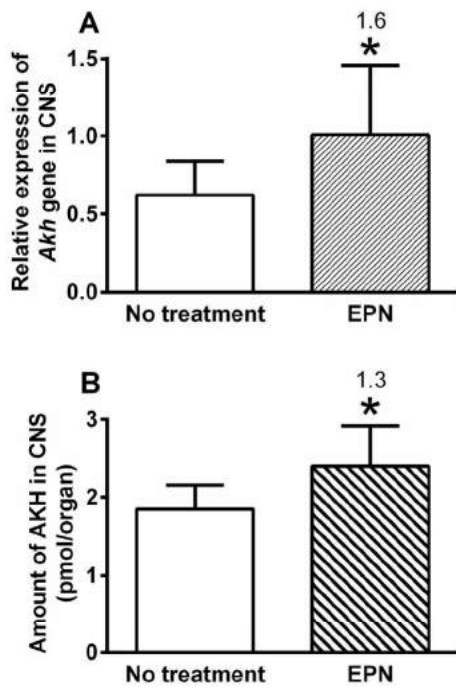 A
1.6
*
Relative expression of
Akh gene in CNS
1.5
1.0
0.5
0.0
No treatment EPN
B
1.3
*
Amount of AKH in CNS
(pmol/organ)
3
2
1
0
No treatment EPN